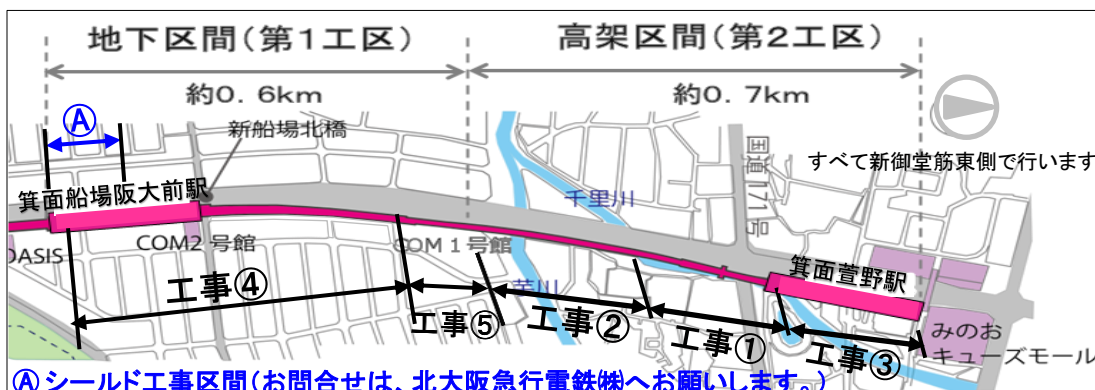 地下区間(第1工区)
高架区間(第2工区)
約0.6km
約0.7km
Ⓐ
新船場北橋
国道171号
すべて新御堂筋東側で行います
箕面船場阪大前駅
千里川
OASIS
COM2号館
COM1号館
箕面萱野駅
工事④
芋川
工事⑤
工事②
工事①
工事③
みのお
キューズモール
Ⓐシールド工事区間(お問合せは、北大阪急行電鉄㈱へお願いします。)